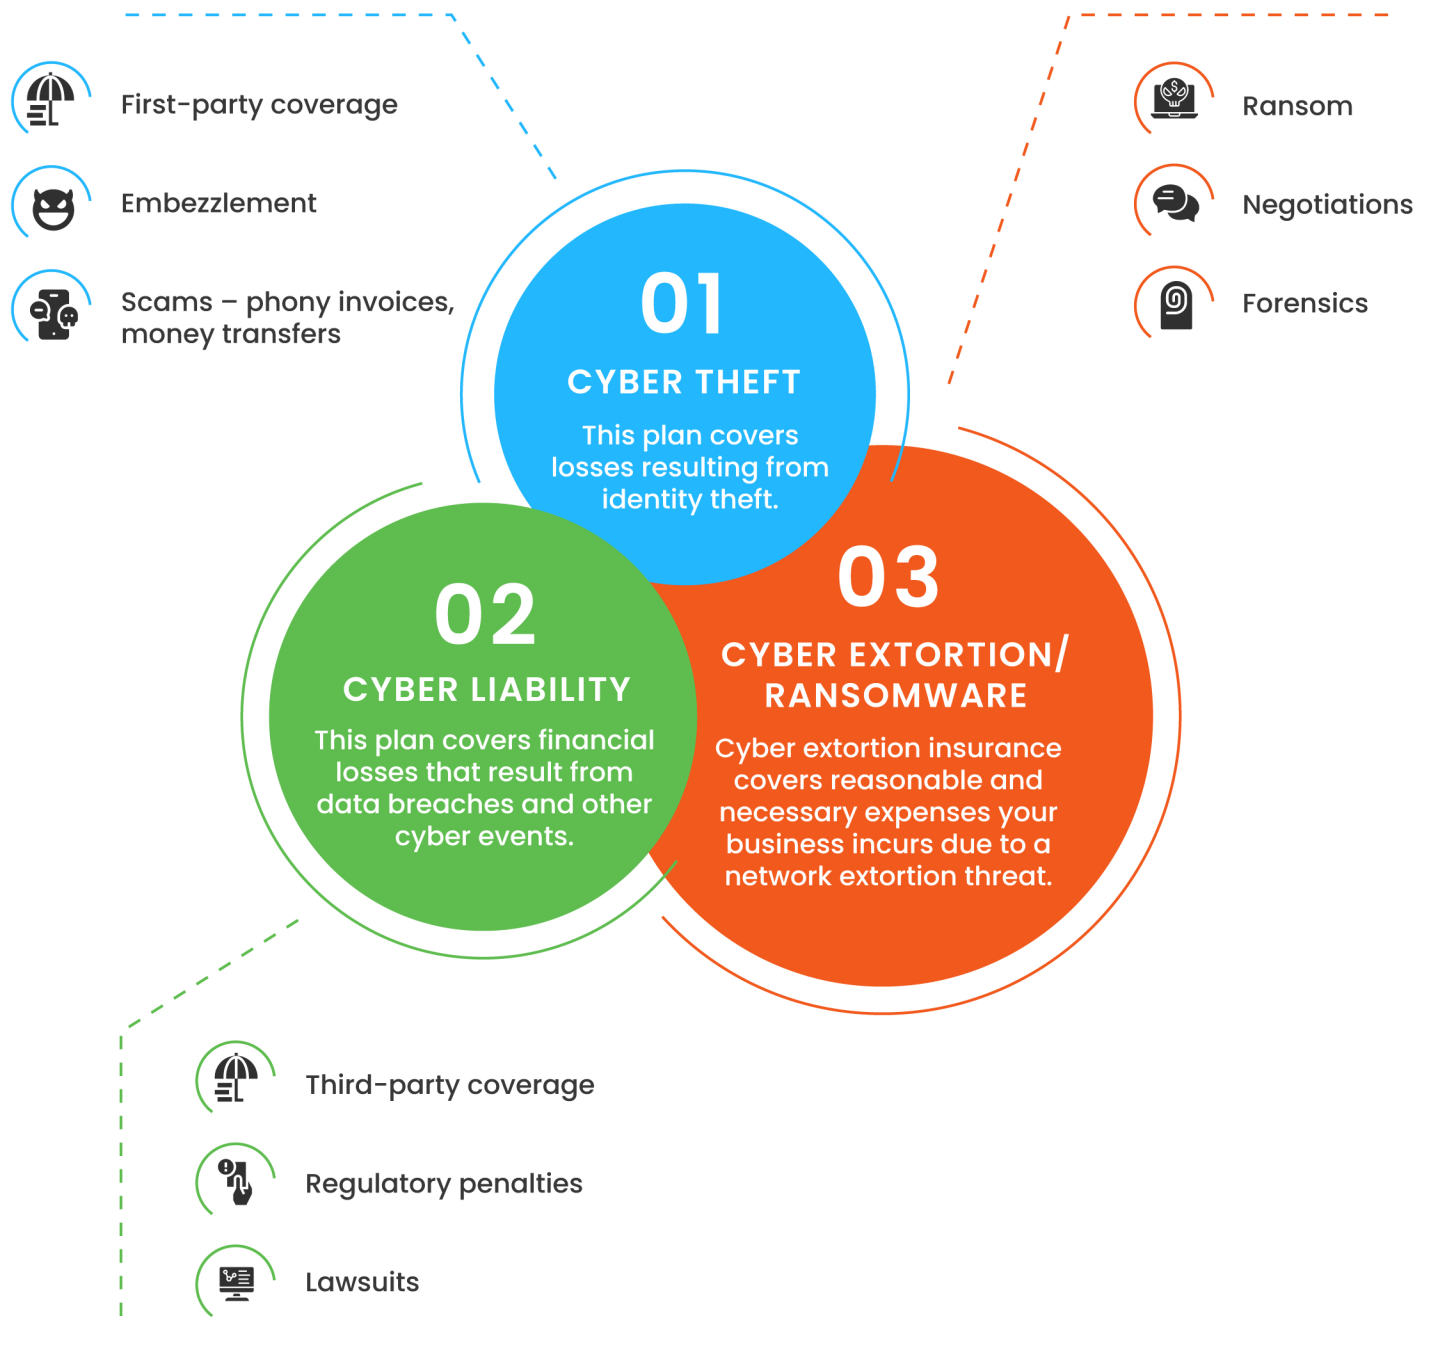 First-party coverage
Embezzlement
Scams – phony invoices,
money transfers
Ransom
Negotiations
Forensics
01
CYBER THEFT
This plan covers
losses resulting from
identity theft.
02
CYBER LIABILITY
This plan covers financial
losses that result from
data breaches and other
cyber events.
03
CYBER EXTORTION/
RANSOMWARE
Cyber extortion insurance
covers reasonable and
necessary expenses your
business incurs due to a
network extortion threat.
Third-party coverage
Regulatory penalties
Lawsuits